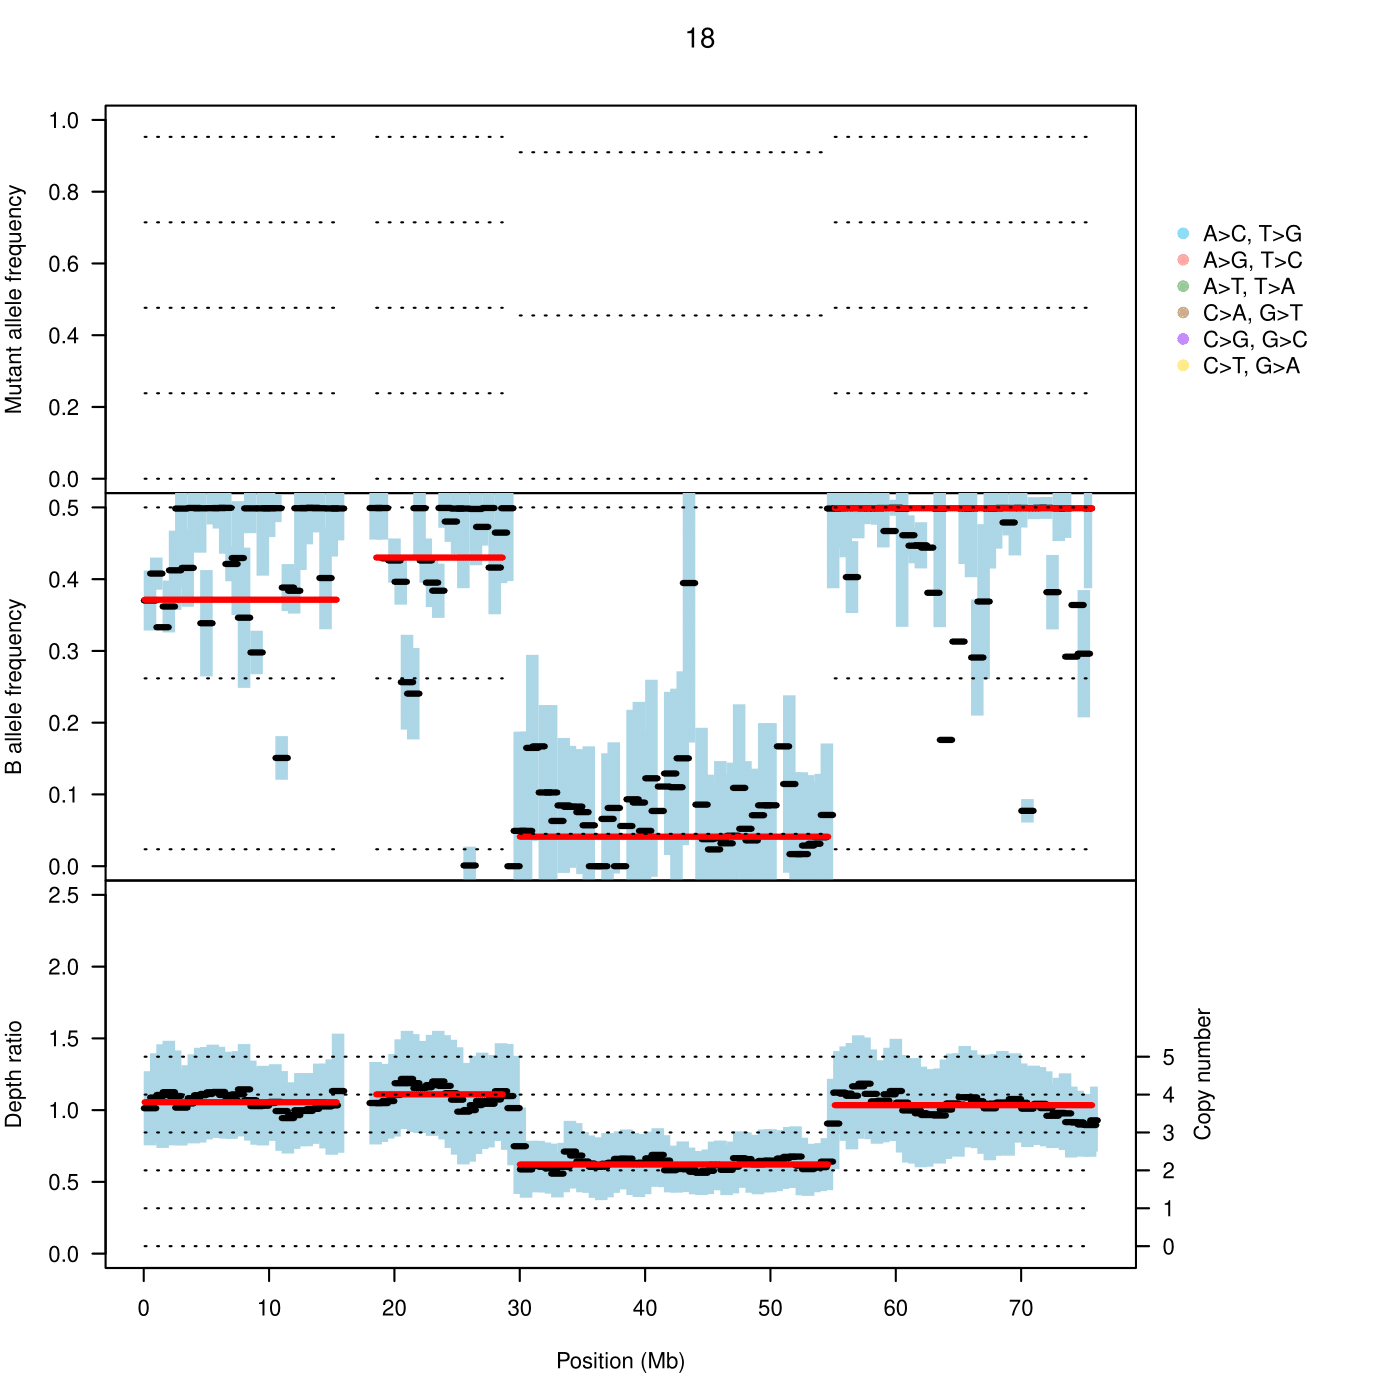 18
Mutant allele frequency
1.0
0.8
0.6
0.4
0.2
0.0
A>C, T>G
A>G, T>C
A>T, T>A
C>A, G>T
C>G, G>C
C>T, G>A
B allele frequency
0.5
0.4
0.3
0.2
0.1
0.0
Depth ratio
2.5
2.0
1.5
1.0
0.5
0.0
Copy number
5
4
3
2
1
0
0 10 20 30 40 50 60 70
Position (Mb)